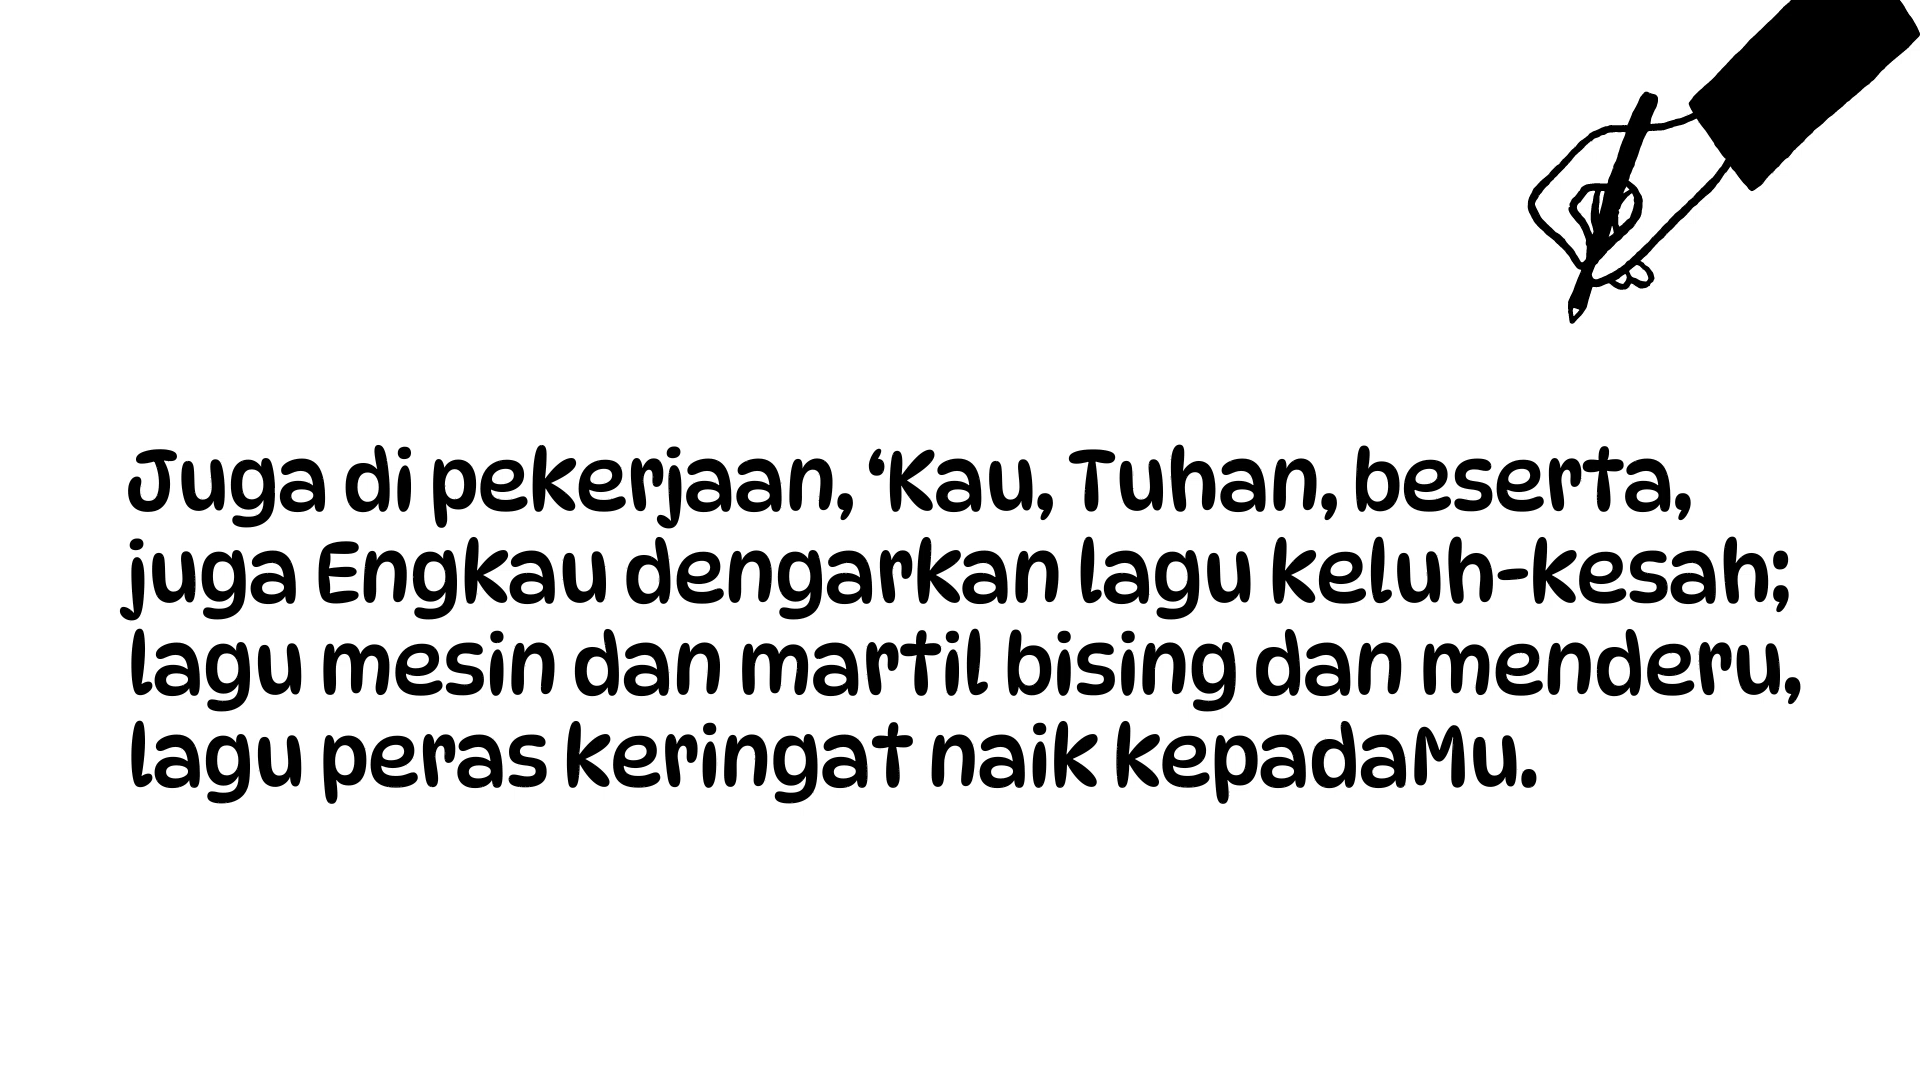 Juga di pekerjaan, ‘Kau, Tuhan, beserta,
juga Engkau dengarkan lagu keluh-kesah;
lagu mesin dan martil bising dan menderu,
lagu peras keringat naik kepadaMu.